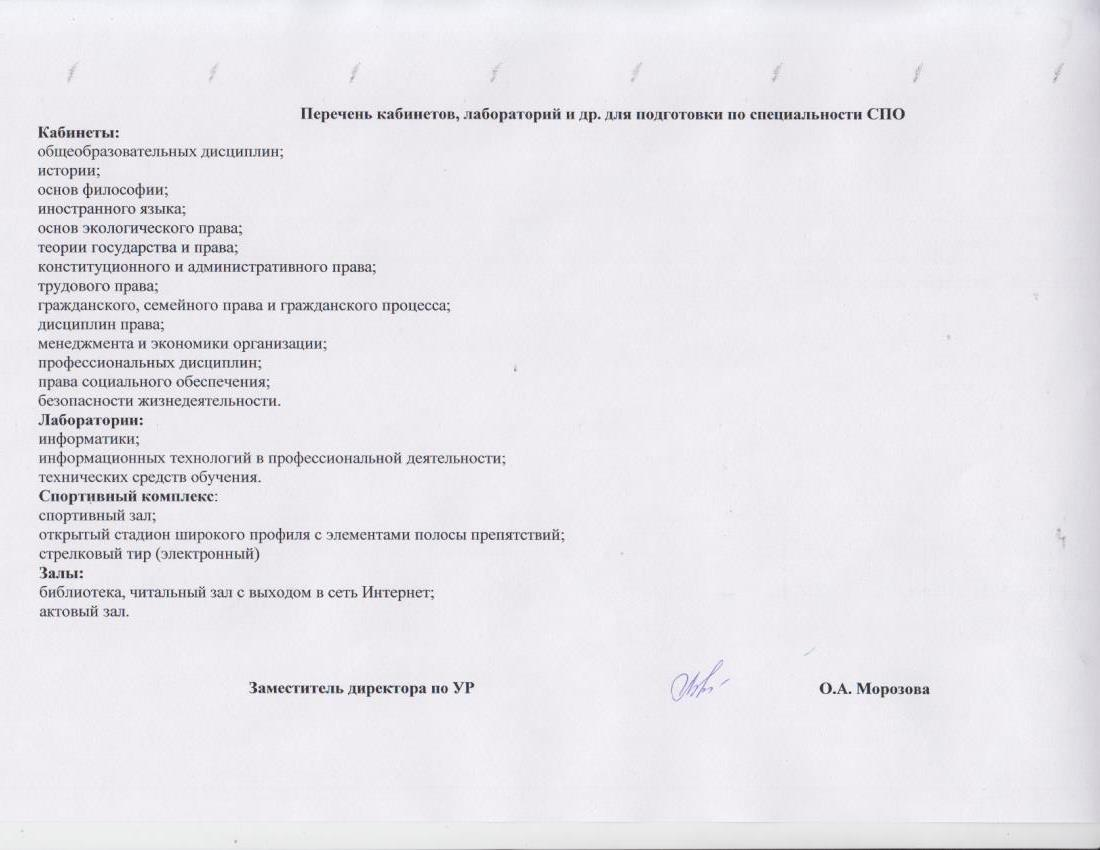 Перечень кабинетов, лабораторий и др. для подготовки по специальности СПО
Кабинеты:
общеобразовательных дисциплин;
истории;
основ философии;
иностранного языка;
основ экологического права;
теории государства и права;
конституционного и административного права;
трудового права;
гражданского, семейного права и гражданского процесса;
дисциплин права;
менеджмента и экономики организации;
профессиональных дисциплин;
права социального обеспечения;
безопасности жизнедеятельности.
Лаборатории:
информатики;
информационных технологий в профессиональной деятельности;
технических средств обучения.
Спортивный комплекс:
спортивный зал;
открытый стадион широкого профиля с элементами полосы препятствий;
стрелковый тир (электронный)
Залы:
библиотека, читальный зал с выходом в сеть Интернет;
актовый зал.
Заместитель директора по УР О.А. Морозова